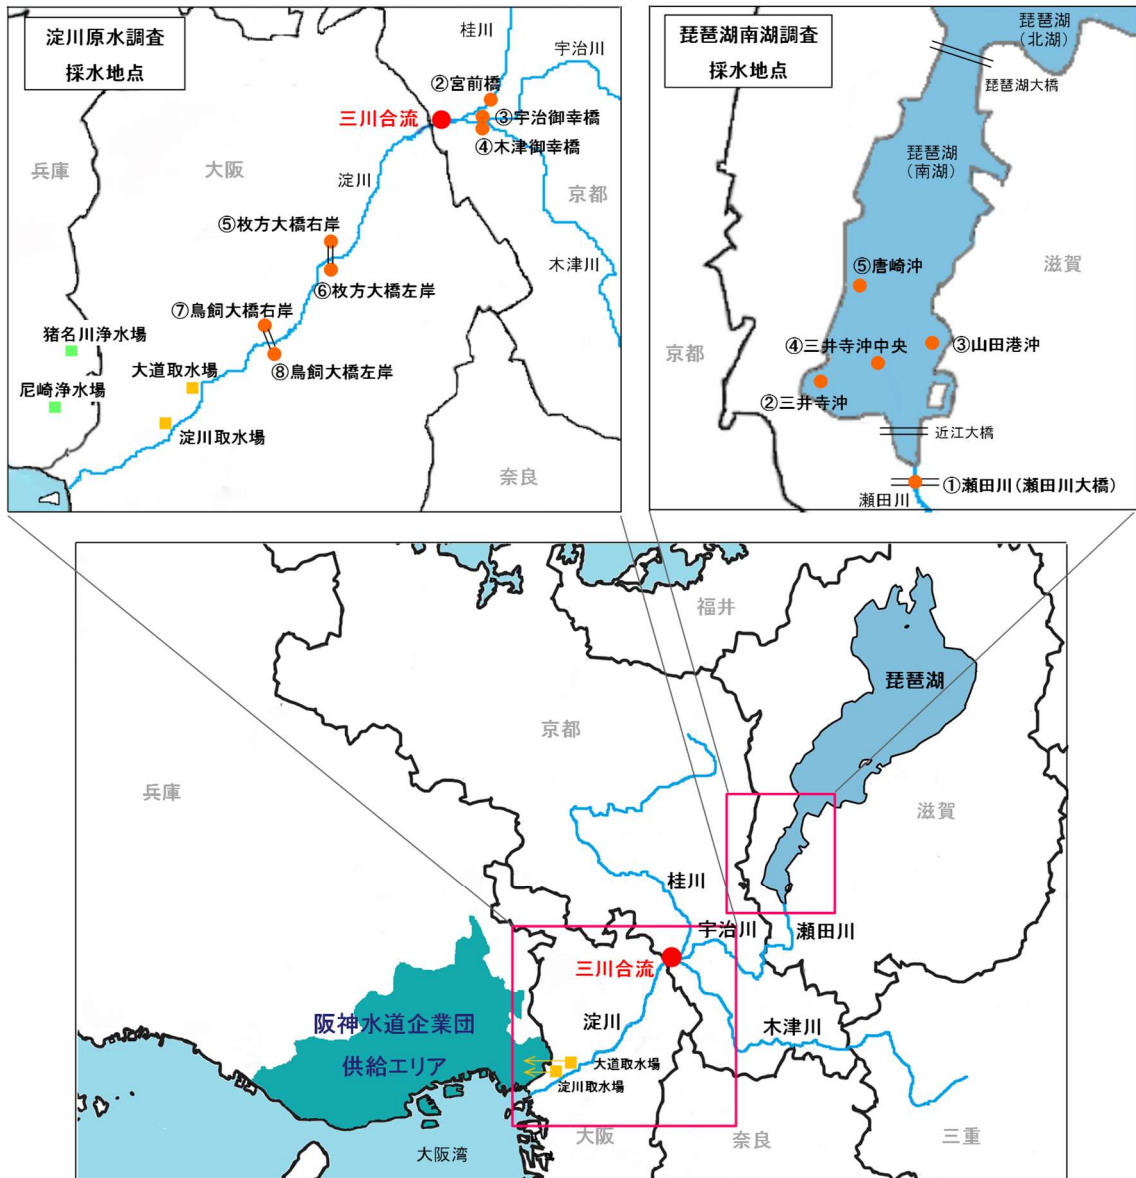 淀川原水調査
採水地点
桂川
宇治川
②宮前橋
三川合流
③宇治御幸橋
④木津御幸橋
兵庫
大阪
淀川
京都
⑤枚方大橋右岸
木津川
⑥枚方大橋左岸
⑦鳥飼大橋右岸
猪名川浄水場
大道取水場
⑧鳥飼大橋左岸
尼崎浄水場
淀川取水場
奈良
琵琶湖南湖調査
採水地点
琵琶湖
(北湖)
琵琶湖大橋
琵琶湖
(南湖)
滋賀
⑤唐崎沖
京都
④三井寺沖中央
③山田港沖
②三井寺沖
近江大橋
①瀬田川(瀬田川大橋)
瀬田川
福井
琵琶湖
京都
兵庫
滋賀
桂川
宇治川
瀬田川
三川合流
阪神水道企業団
供給エリア
淀川
木津川
大道取水場
淀川取水場
大阪
奈良
三重
大阪湾